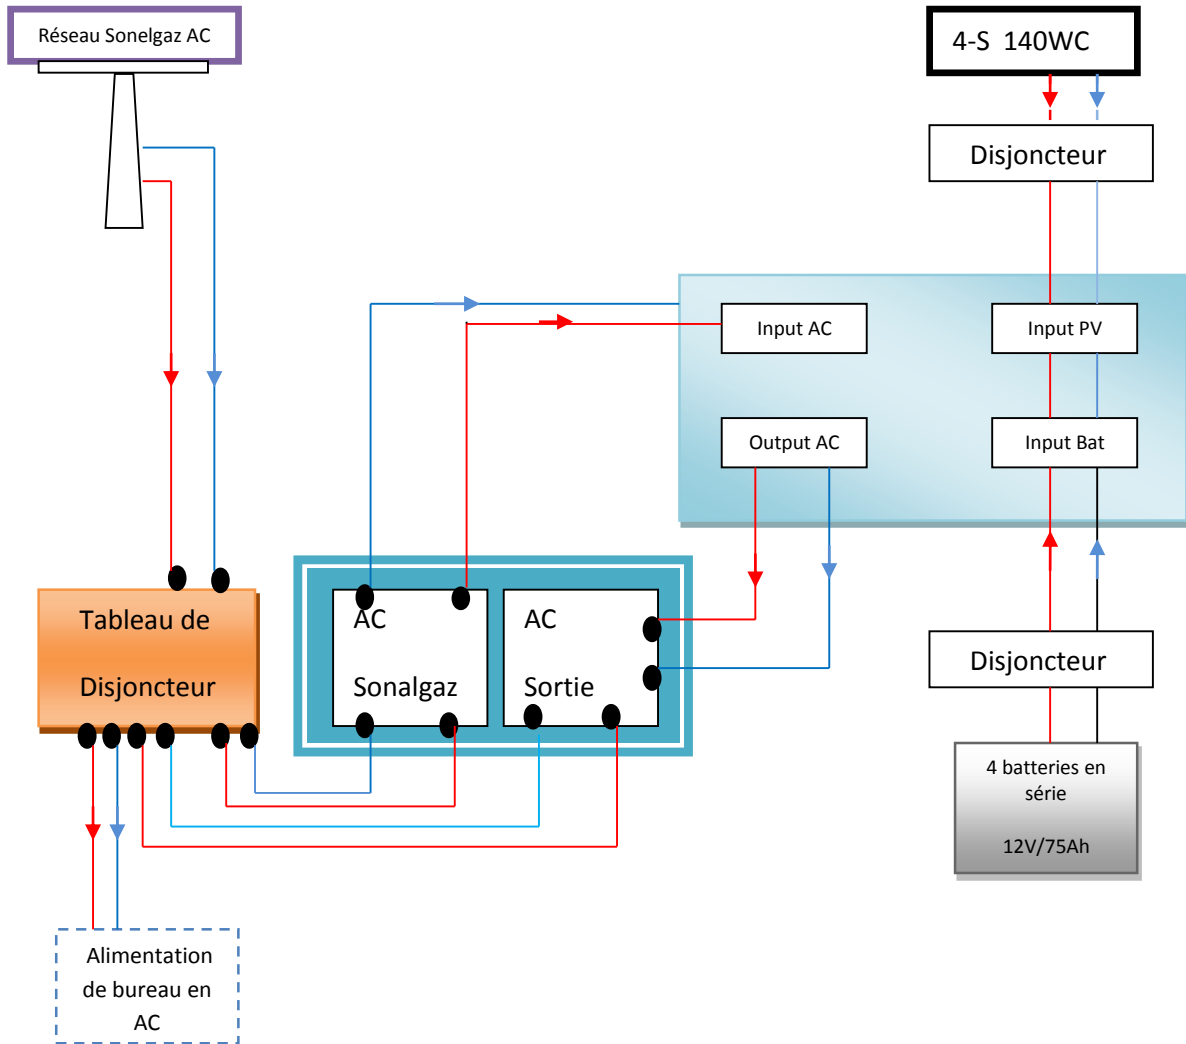 Réseau Sonelgaz AC
4-S 140WC
Disjoncteur
Input AC
Input PV
Output AC
Input Bat
Tableau de
Disjoncteur
AC
Sonalgaz
AC
Sortie
Disjoncteur
4 batteries en
série
12V/75Ah
Alimentation
de bureau en
AC